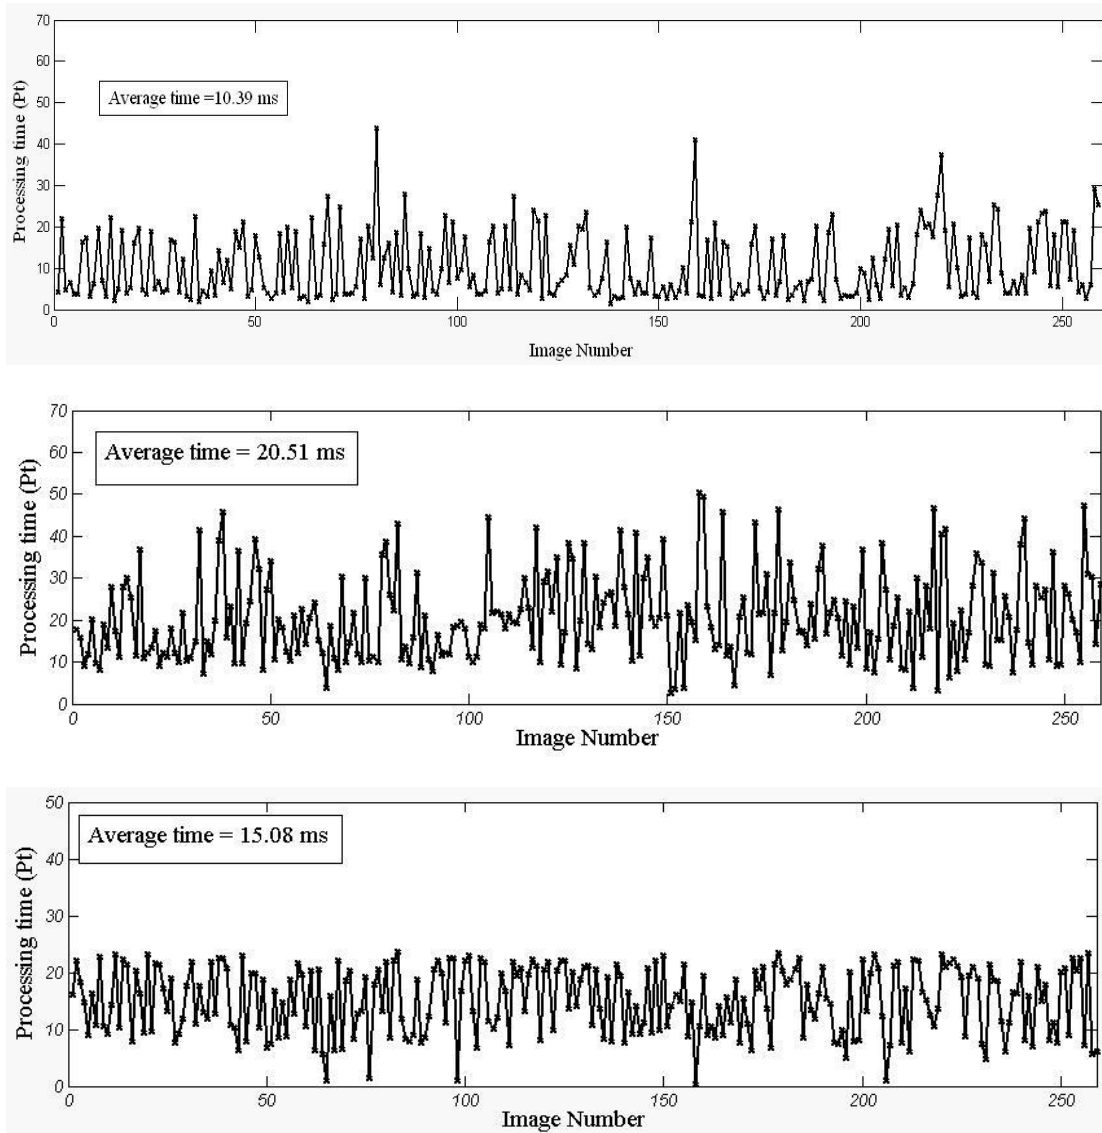 70
60
50
40
30
20
10
0
Processing time (Pt)
Average time =10.39 ms
0 50 100 150 200 250
Image Number
70
60
50
40
30
20
10
0
Processing time (Pt)
Average time = 20.51 ms
0 50 100 150 200 250
Image Number
50
40
30
20
10
0
Processing time (Pt)
Average time = 15.08 ms
0 50 100 150 200 250
Image Number